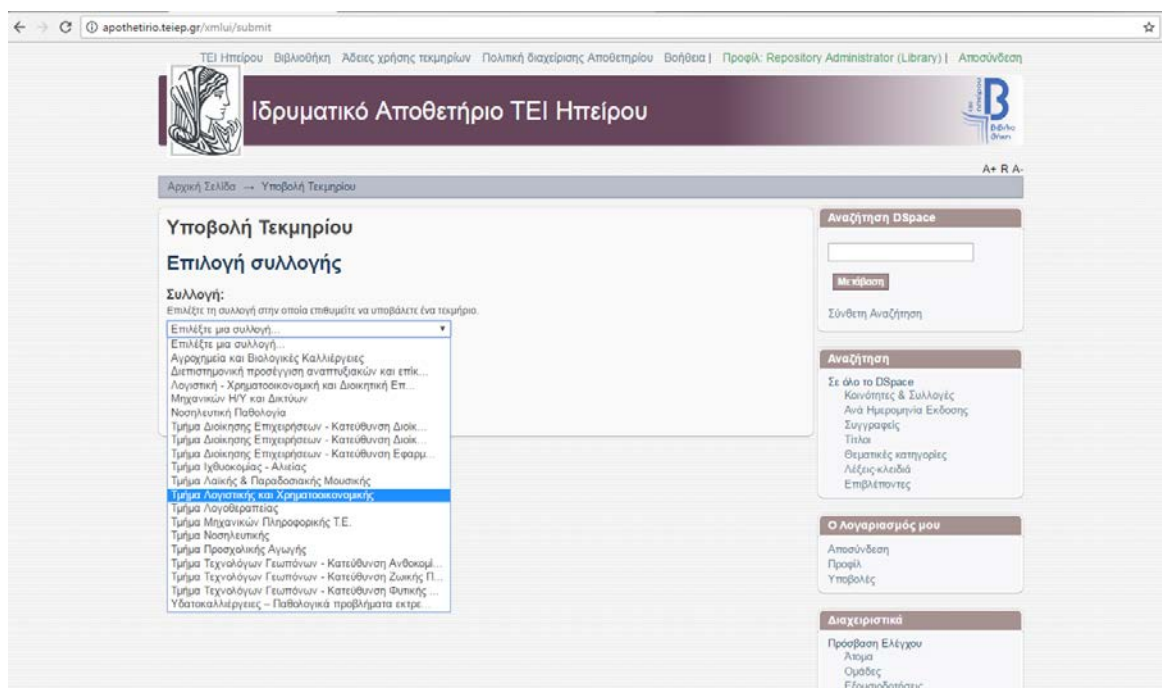 apothetirio.teiep.gr/xmlui/submit
ΤΕΙ Ηπείρου Βιβλιοθήκη Άδειες χρήσης τεκμηρίων Πολιτική διαχείρισης Αποθετηρίου Βοήθεια | Προφίλ: Repository Administrator (Library) | Αποσύνδεση
Ιδρυματικό Αποθετήριο ΤΕΙ Ηπείρου
A+ R A-
Αρχική Σελίδα → Υποβολή Τεκμηρίου
Υποβολή Τεκμηρίου
Επιλογή συλλογής
Συλλογή:
Επιλέξτε τη συλλογή στην οποία επιθυμείτε να υποβάλετε ένα τεκμήριο.
Επιλέξτε μια συλλογή...
Επιλέξτε μια συλλογή...
Αγροχημεία και Βιολογικές Καλλιέργειες
Διεπιστημονική προσέγγιση αναπτυξιακών και επίκ...
Λογιστική - Χρηματοοικονομική και Διοικητική Επ...
Μηχανικών Η/Υ και Δικτύων
Νοσηλευτική Παθολογία
Τμήμα Διοίκησης Επιχειρήσεων - Κατεύθυνση Διοίκ...
Τμήμα Διοίκησης Επιχειρήσεων - Κατεύθυνση Διοίκ...
Τμήμα Διοίκησης Επιχειρήσεων - Κατεύθυνση Εφαρμ...
Τμήμα Ιχθυοκομίας - Αλιείας
Τμήμα Λαϊκής & Παραδοσιακής Μουσικής
Τμήμα Λογιστικής και Χρηματοοικονομικής
Τμήμα Λογοθεραπείας
Τμήμα Μηχανικών Πληροφορικής Τ.Ε.
Τμήμα Νοσηλευτικής
Τμήμα Προσχολικής Αγωγής
Τμήμα Τεχνολόγων Γεωπόνων - Κατεύθυνση Ανθοκομί...
Τμήμα Τεχνολόγων Γεωπόνων - Κατεύθυνση Ζωικής Π...
Τμήμα Τεχνολόγων Γεωπόνων - Κατεύθυνση Φυτικής ...
Υδατοκαλλιέργειες – Παθολογικά προβλήματα εκτρε...
Αναζήτηση DSpace
Μετάβαση
Σύνθετη Αναζήτηση
Αναζήτηση
Σε όλο το DSpace
Κοινότητες & Συλλογές
Ανά Ημερομηνία Εκδοσης
Συγγραφείς
Τίτλοι
Θεματικές κατηγορίες
Λέξεις-κλειδιά
Επιβλέποντες
Ο Λογαριασμός μου
Αποσύνδεση
Προφίλ
Υποβολές
Διαχειριστικά
Πρόσβαση Ελέγχου
Άτομα
Ομάδες
Εξουσιοδοτήσεις